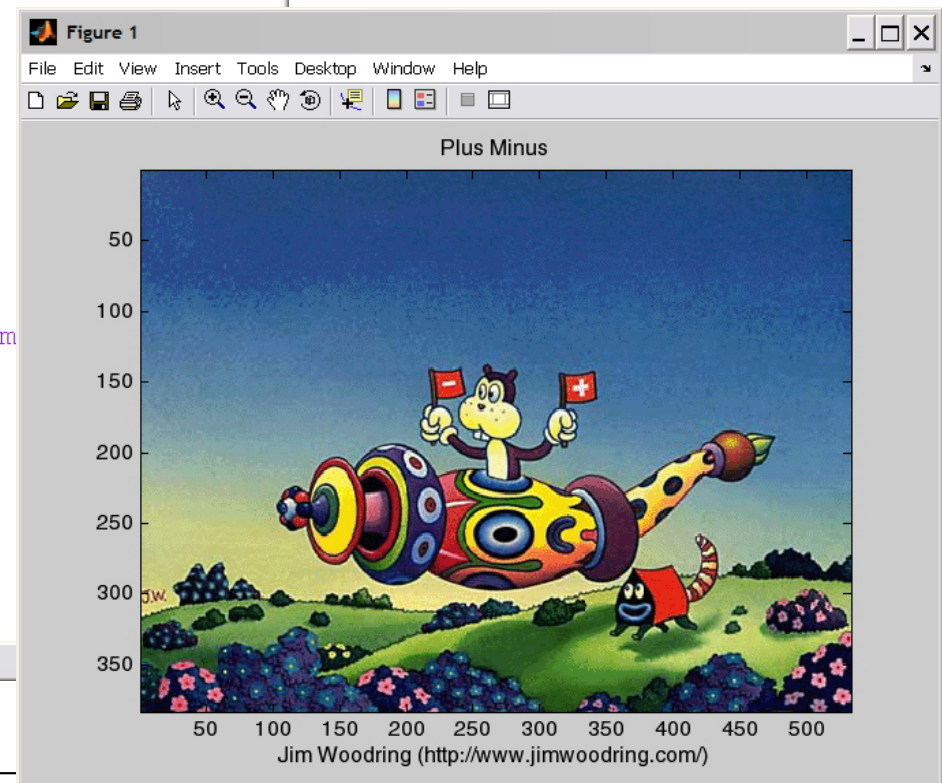 Figure 1
File Edit View Insert Tools Desktop Window Help
Plus Minus
50
100
150
200
250
300
350
m
− +
J.W.
50 100 150 200 250 300 350 400 450 500
Jim Woodring (http://www.jimwoodring.com/)